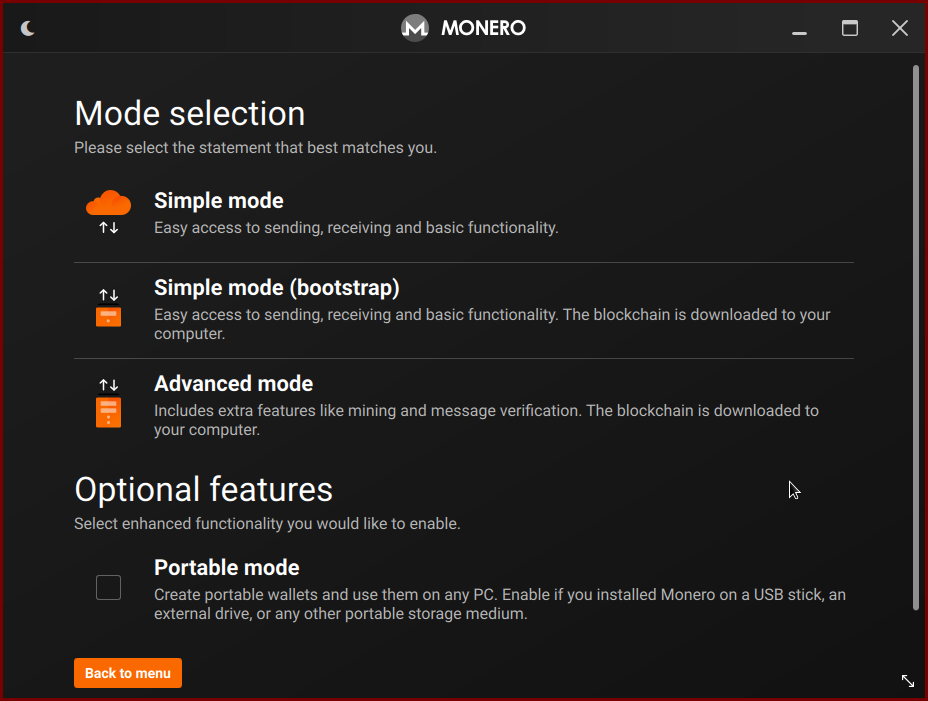 MONERO
Mode selection
Please select the statement that best matches you.
Simple mode
Easy access to sending, receiving and basic functionality.
Simple mode (bootstrap)
Easy access to sending, receiving and basic functionality. The blockchain is downloaded to your
computer.
Advanced mode
Includes extra features like mining and message verification. The blockchain is downloaded to
your computer.
Optional features
Select enhanced functionality you would like to enable.
Portable mode
Create portable wallets and use them on any PC. Enable if you installed Monero on a USB stick, an
external drive, or any other portable storage medium.
Back to menu